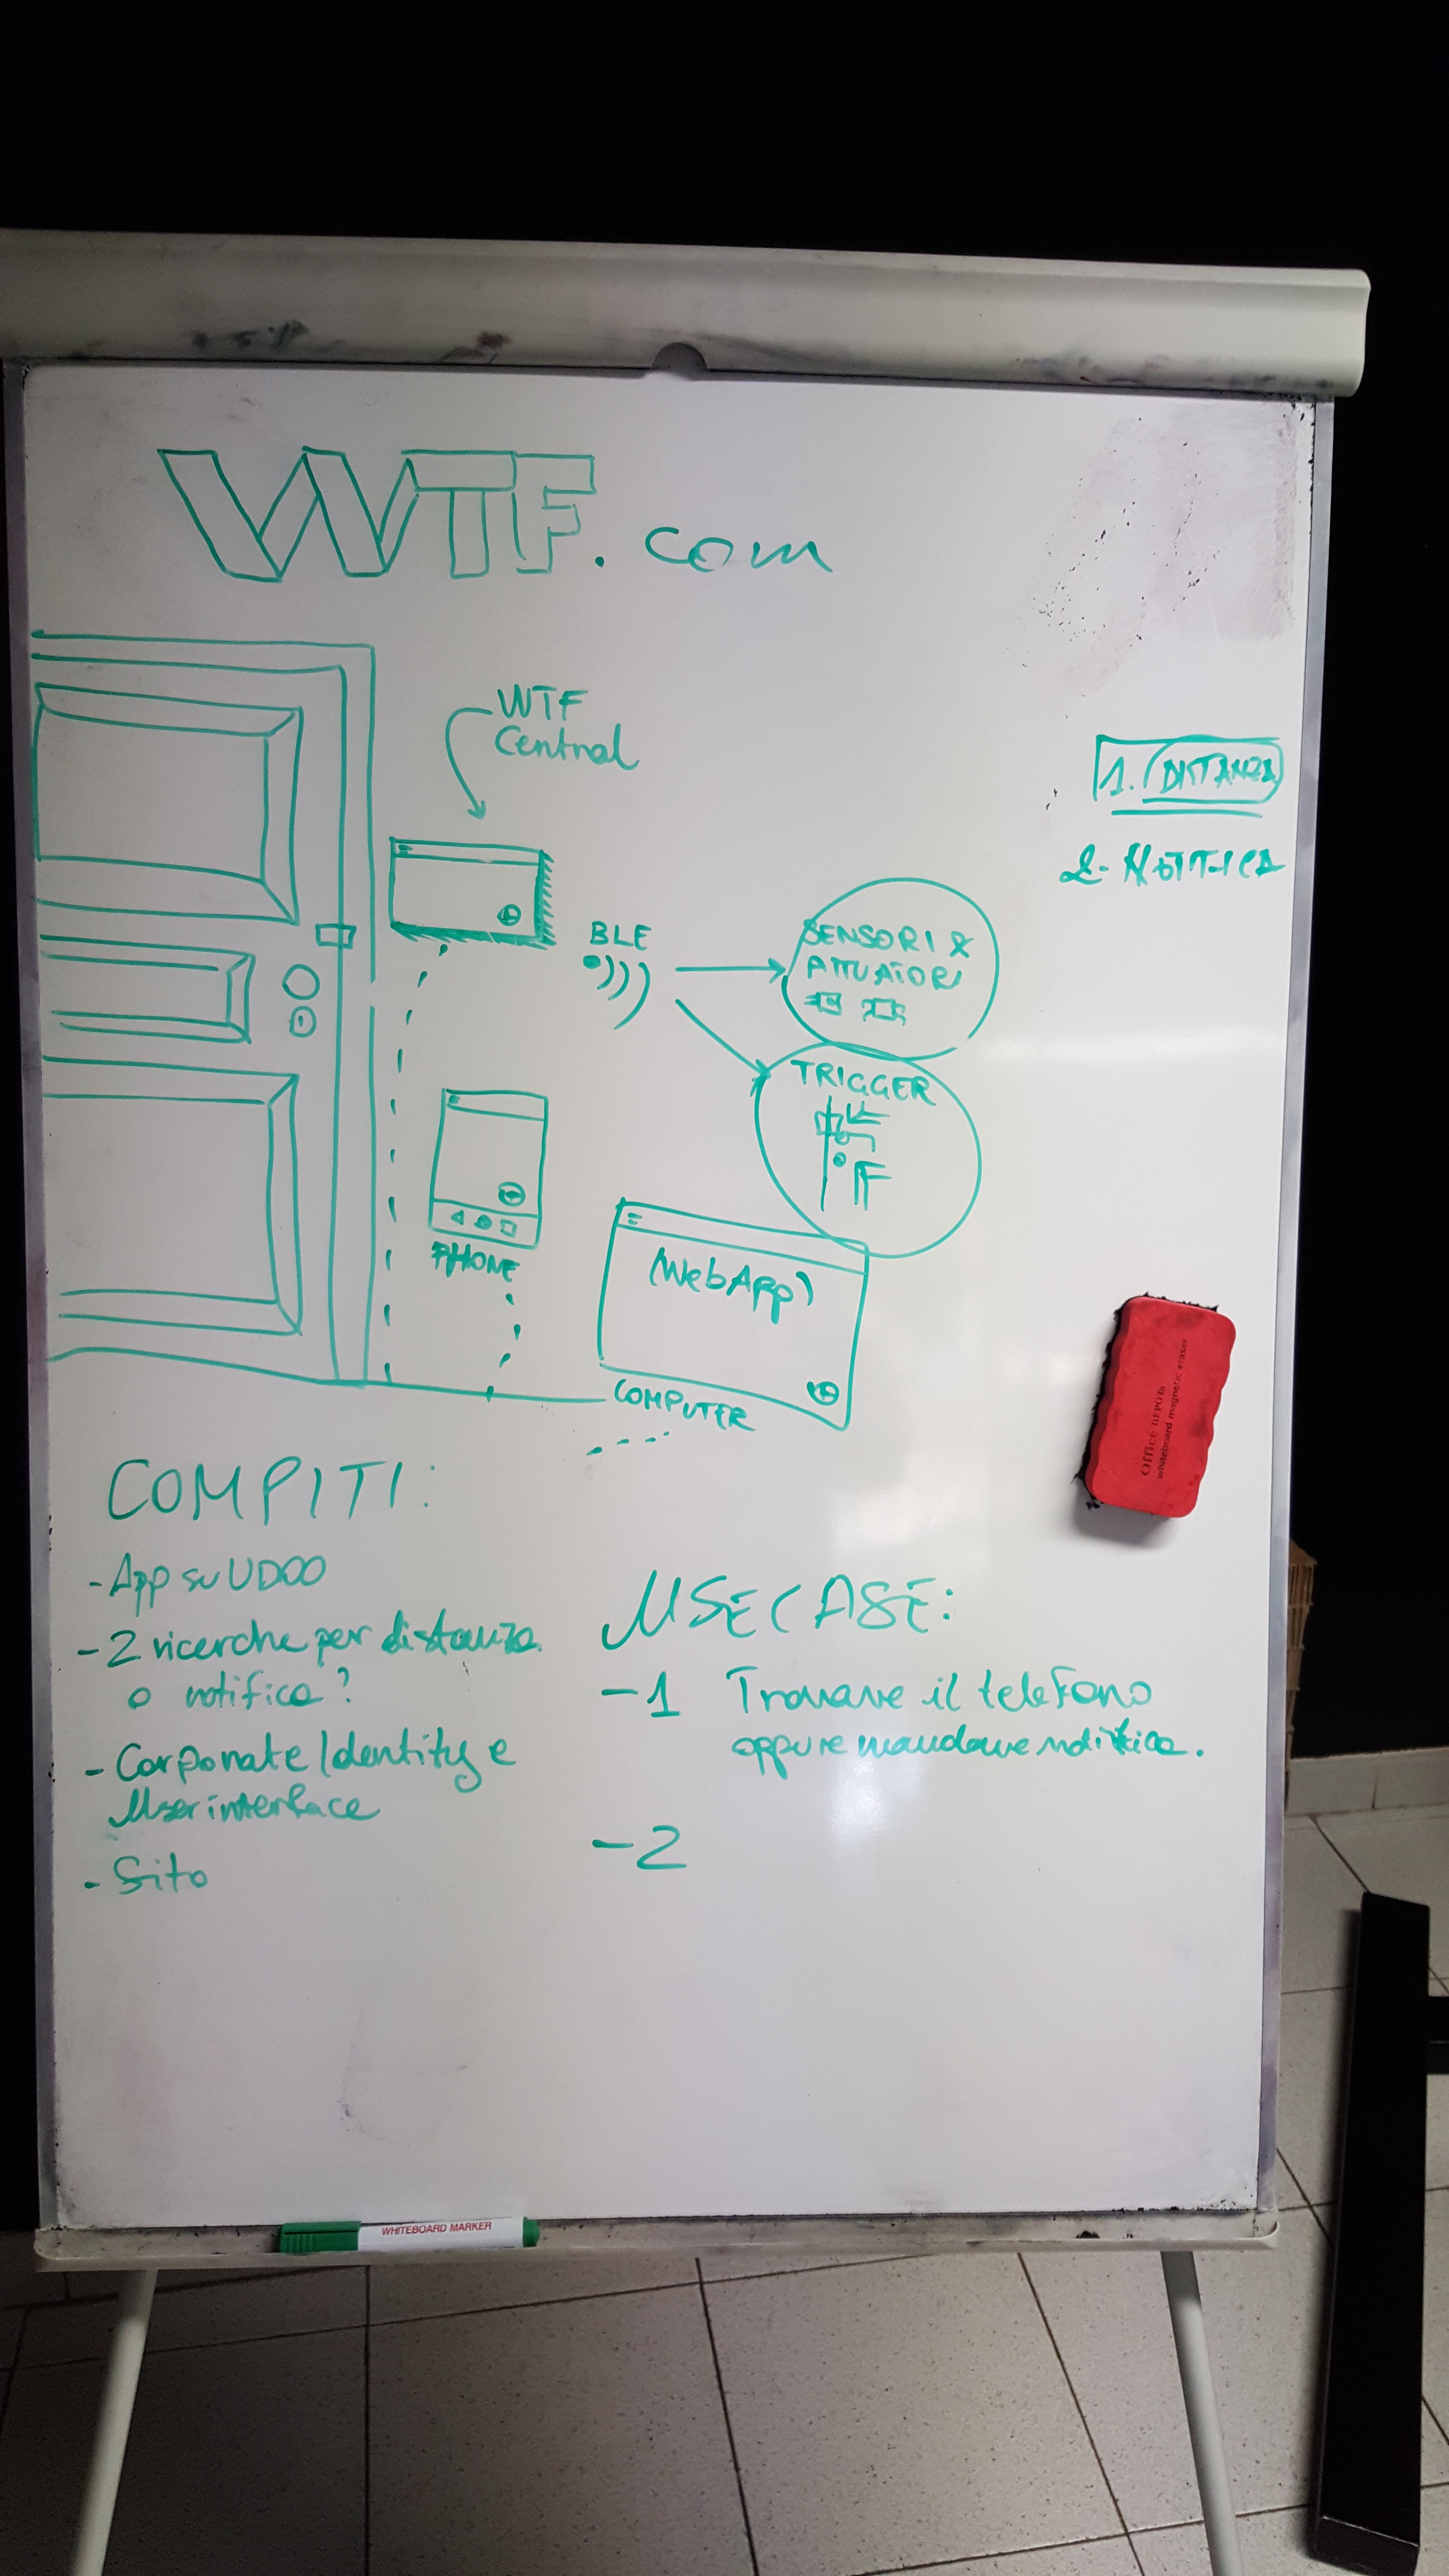 WTF.com
WTF
Central
1. DISTANZA
BLE
SENSORI &
ATTUATORI
TRIGGER
PHONE
(WebApp)
COMPUTER
Office DEPOT®
whiteboard magnetic eraser
COMPITI:
- App su UDOO
- 2 ricerche per distanza
o notifica?
- Corporate Identity e
User interface
- Sito
USECASE:
-1 Trovare il telefono
oppure mandare notifica.
-2
WHITEBOARD MARKER